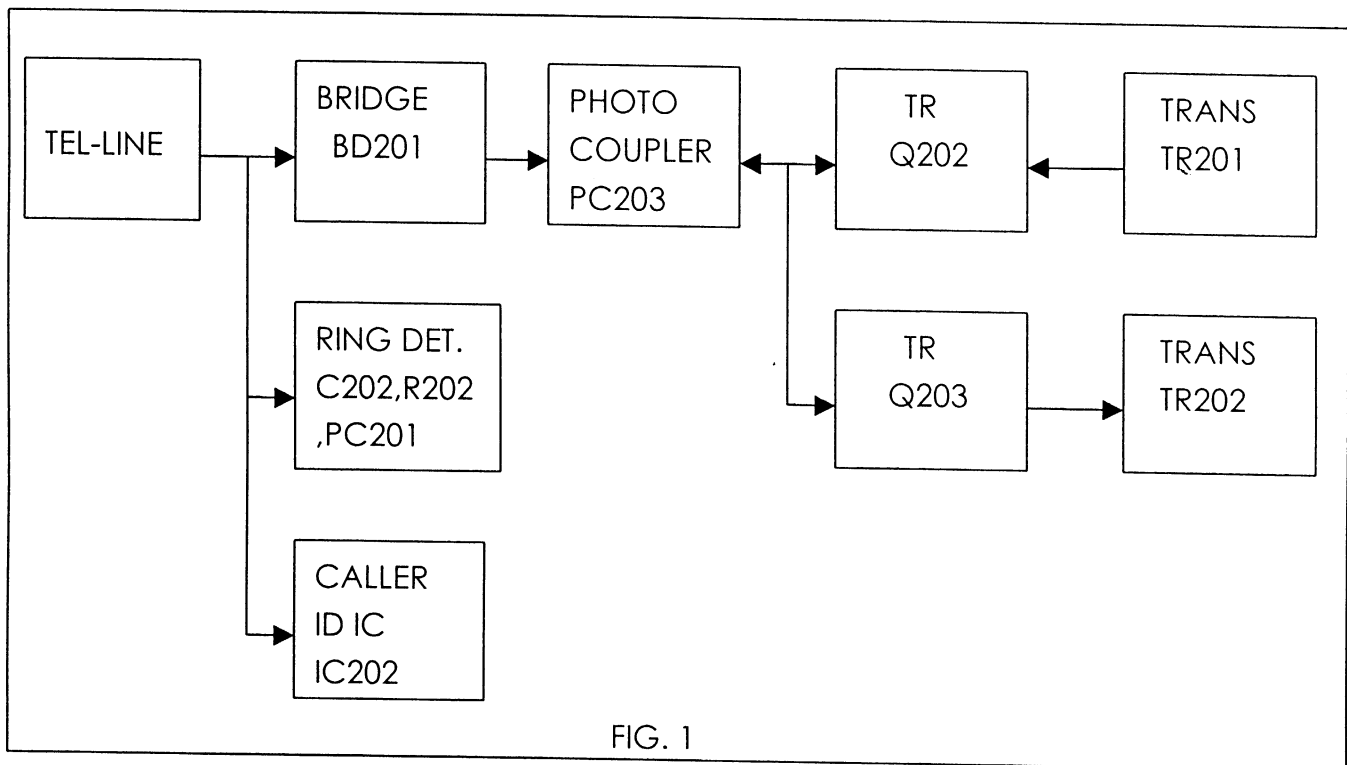 TEL-LINE
BRIDGE
BD201
PHOTO
COUPLER
PC203
TR
Q202
TRANS
TR201
RING DET.
C202,R202
,PC201
TR
Q203
TRANS
TR202
CALLER
ID IC
IC202
FIG. 1